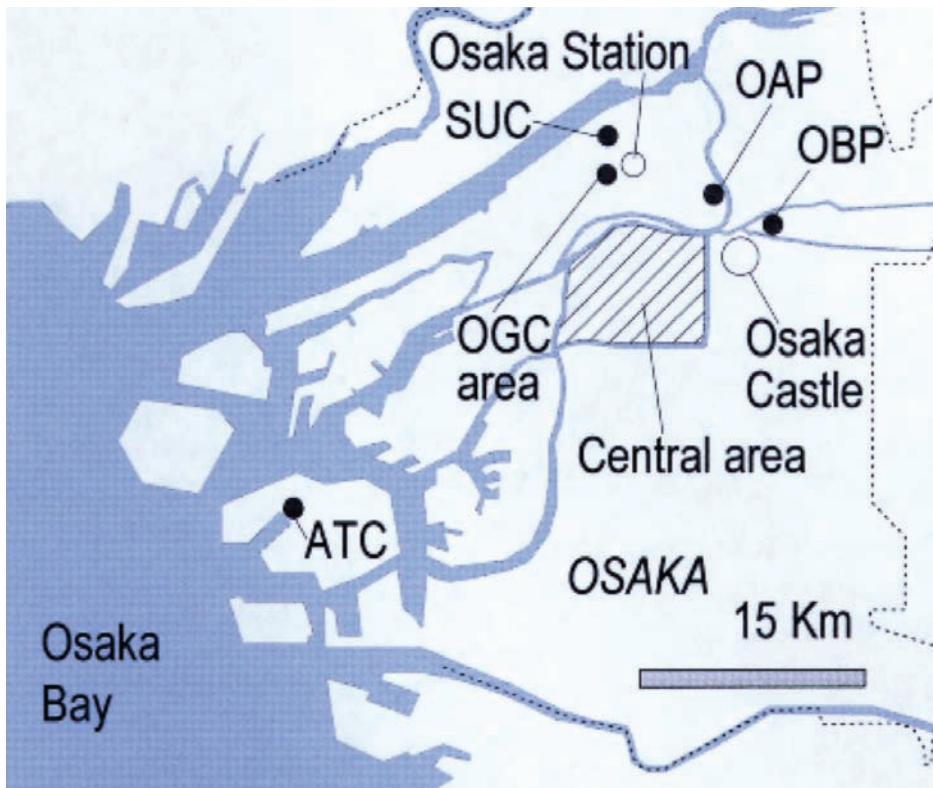 Osaka Station
SUC
OAP
OBP
OGC
area
Osaka
Castle
Central area
ATC
OSAKA
15 Km
Osaka
Bay